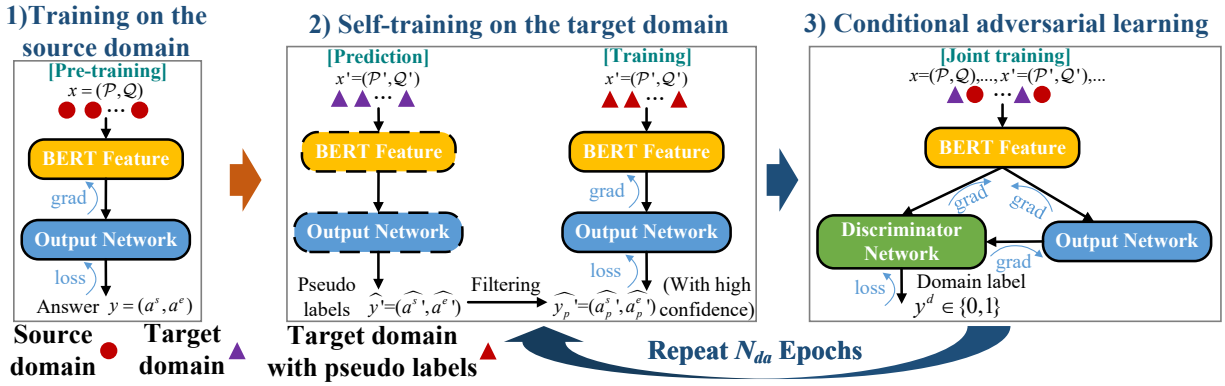 1)Training on the source domain
[Pre-training]
x = (𝒫, 𝒬)
...
BERT Feature
grad
Output Network
loss
Answer y = (a^s, a^e)
2) Self-training on the target domain
[Prediction]
x'=(𝒫',𝒬')
...
BERT Feature
Output Network
Pseudo labels
ŷ'=(â^s', â^e')
Filtering
[Training]
x'=(𝒫',𝒬')
...
BERT Feature
grad
Output Network
loss
ŷ_p'=(â_p^s', â_p^e')
(With high confidence)
3) Conditional adversarial learning
[Joint training]
x=(𝒫,𝒬),..., x'=(𝒫',𝒬'),...
...
BERT Feature
grad
grad
Discriminator Network
Output Network
grad
loss
Domain label
y^d ∈ {0,1}
Source domain
Target domain
Target domain with pseudo labels
Repeat N_da Epochs